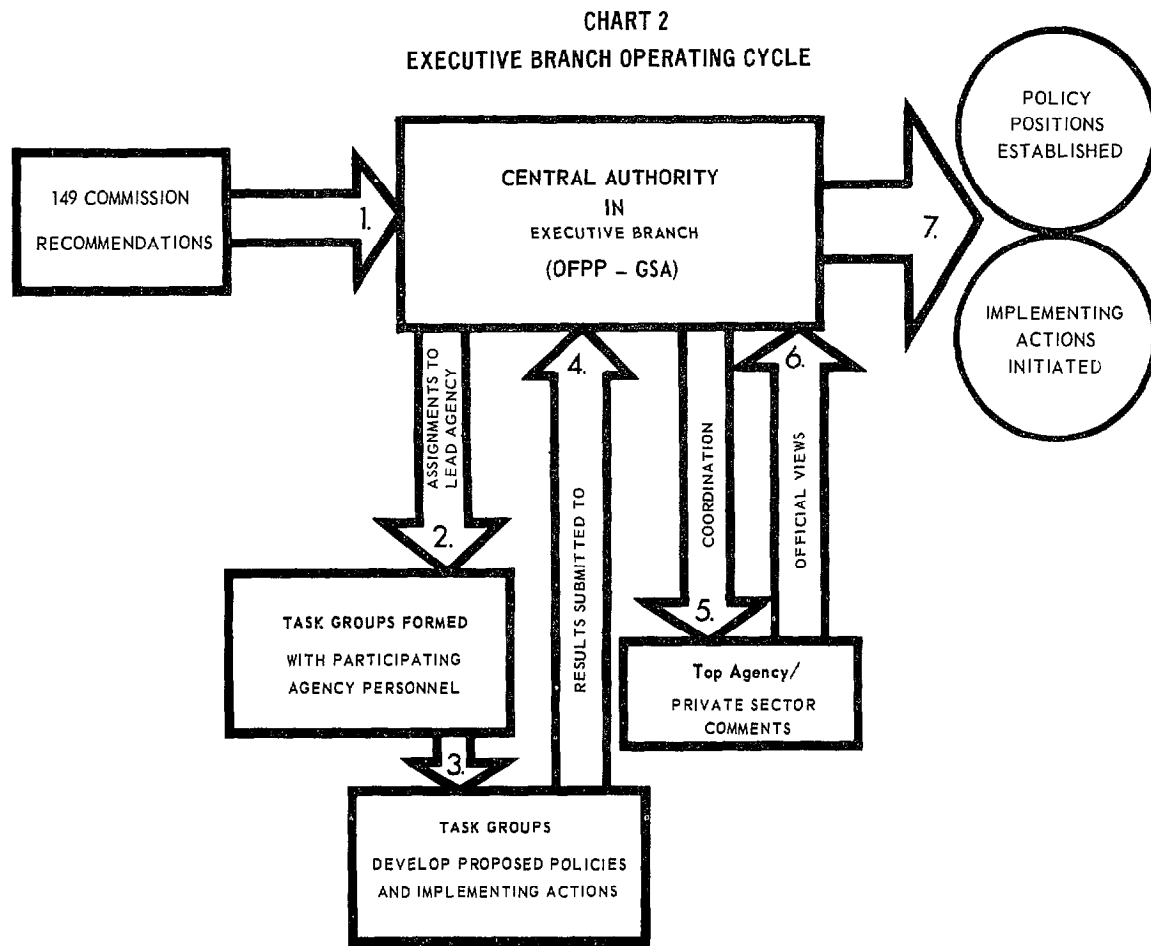 CHART 2
EXECUTIVE BRANCH OPERATING CYCLE
149 COMMISSION
RECOMMENDATIONS
1.
CENTRAL AUTHORITY
IN
EXECUTIVE BRANCH
(OFPP – GSA)
7.
POLICY
POSITIONS
ESTABLISHED
IMPLEMENTING
ACTIONS
INITIATED
ASSIGNMENTS TO
LEAD AGENCY
2.
TASK GROUPS FORMED
WITH PARTICIPATING
AGENCY PERSONNEL
3.
TASK GROUPS
DEVELOP PROPOSED POLICIES
AND IMPLEMENTING ACTIONS
4.
RESULTS SUBMITTED TO
COORDINATION
5.
Top Agency/
PRIVATE SECTOR
COMMENTS
6.
OFFICIAL VIEWS